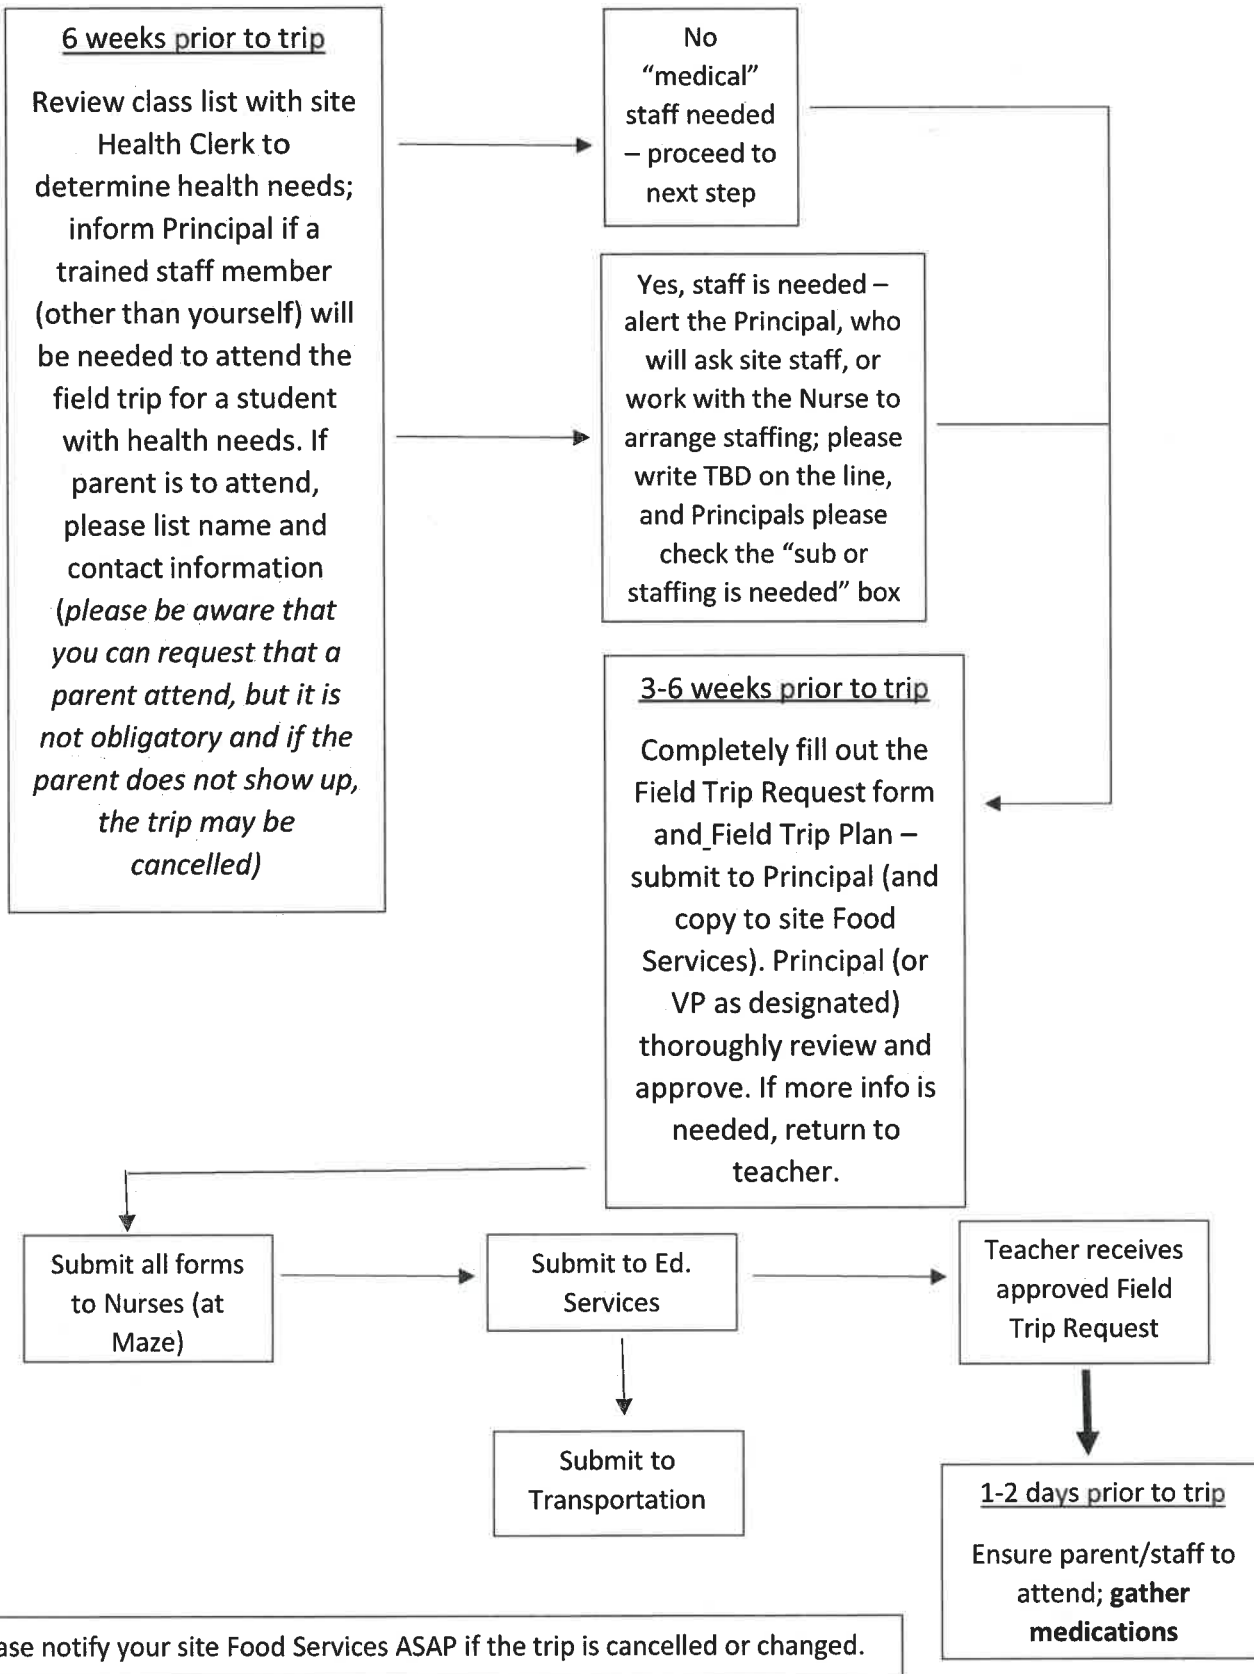 6 weeks prior to trip
Review class list with site
Health Clerk to
determine health needs;
inform Principal if a
trained staff member
(other than yourself) will
be needed to attend the
field trip for a student
with health needs. If
parent is to attend,
please list name and
contact information
(please be aware that
you can request that a
parent attend, but it is
not obligatory and if the
parent does not show up,
the trip may be
cancelled)
No
“medical”
staff needed
– proceed to
next step
Yes, staff is needed –
alert the Principal, who
will ask site staff, or
work with the Nurse to
arrange staffing; please
write TBD on the line,
and Principals please
check the “sub or
staffing is needed” box
3-6 weeks prior to trip
Completely fill out the
Field Trip Request form
and Field Trip Plan –
submit to Principal (and
copy to site Food
Services). Principal (or
VP as designated)
thoroughly review and
approve. If more info is
needed, return to
teacher.
Submit all forms
to Nurses (at
Maze)
Submit to Ed.
Services
Teacher receives
approved Field
Trip Request
Submit to
Transportation
1-2 days prior to trip
Ensure parent/staff to
attend; gather
medications
ase notify your site Food Services ASAP if the trip is cancelled or changed.